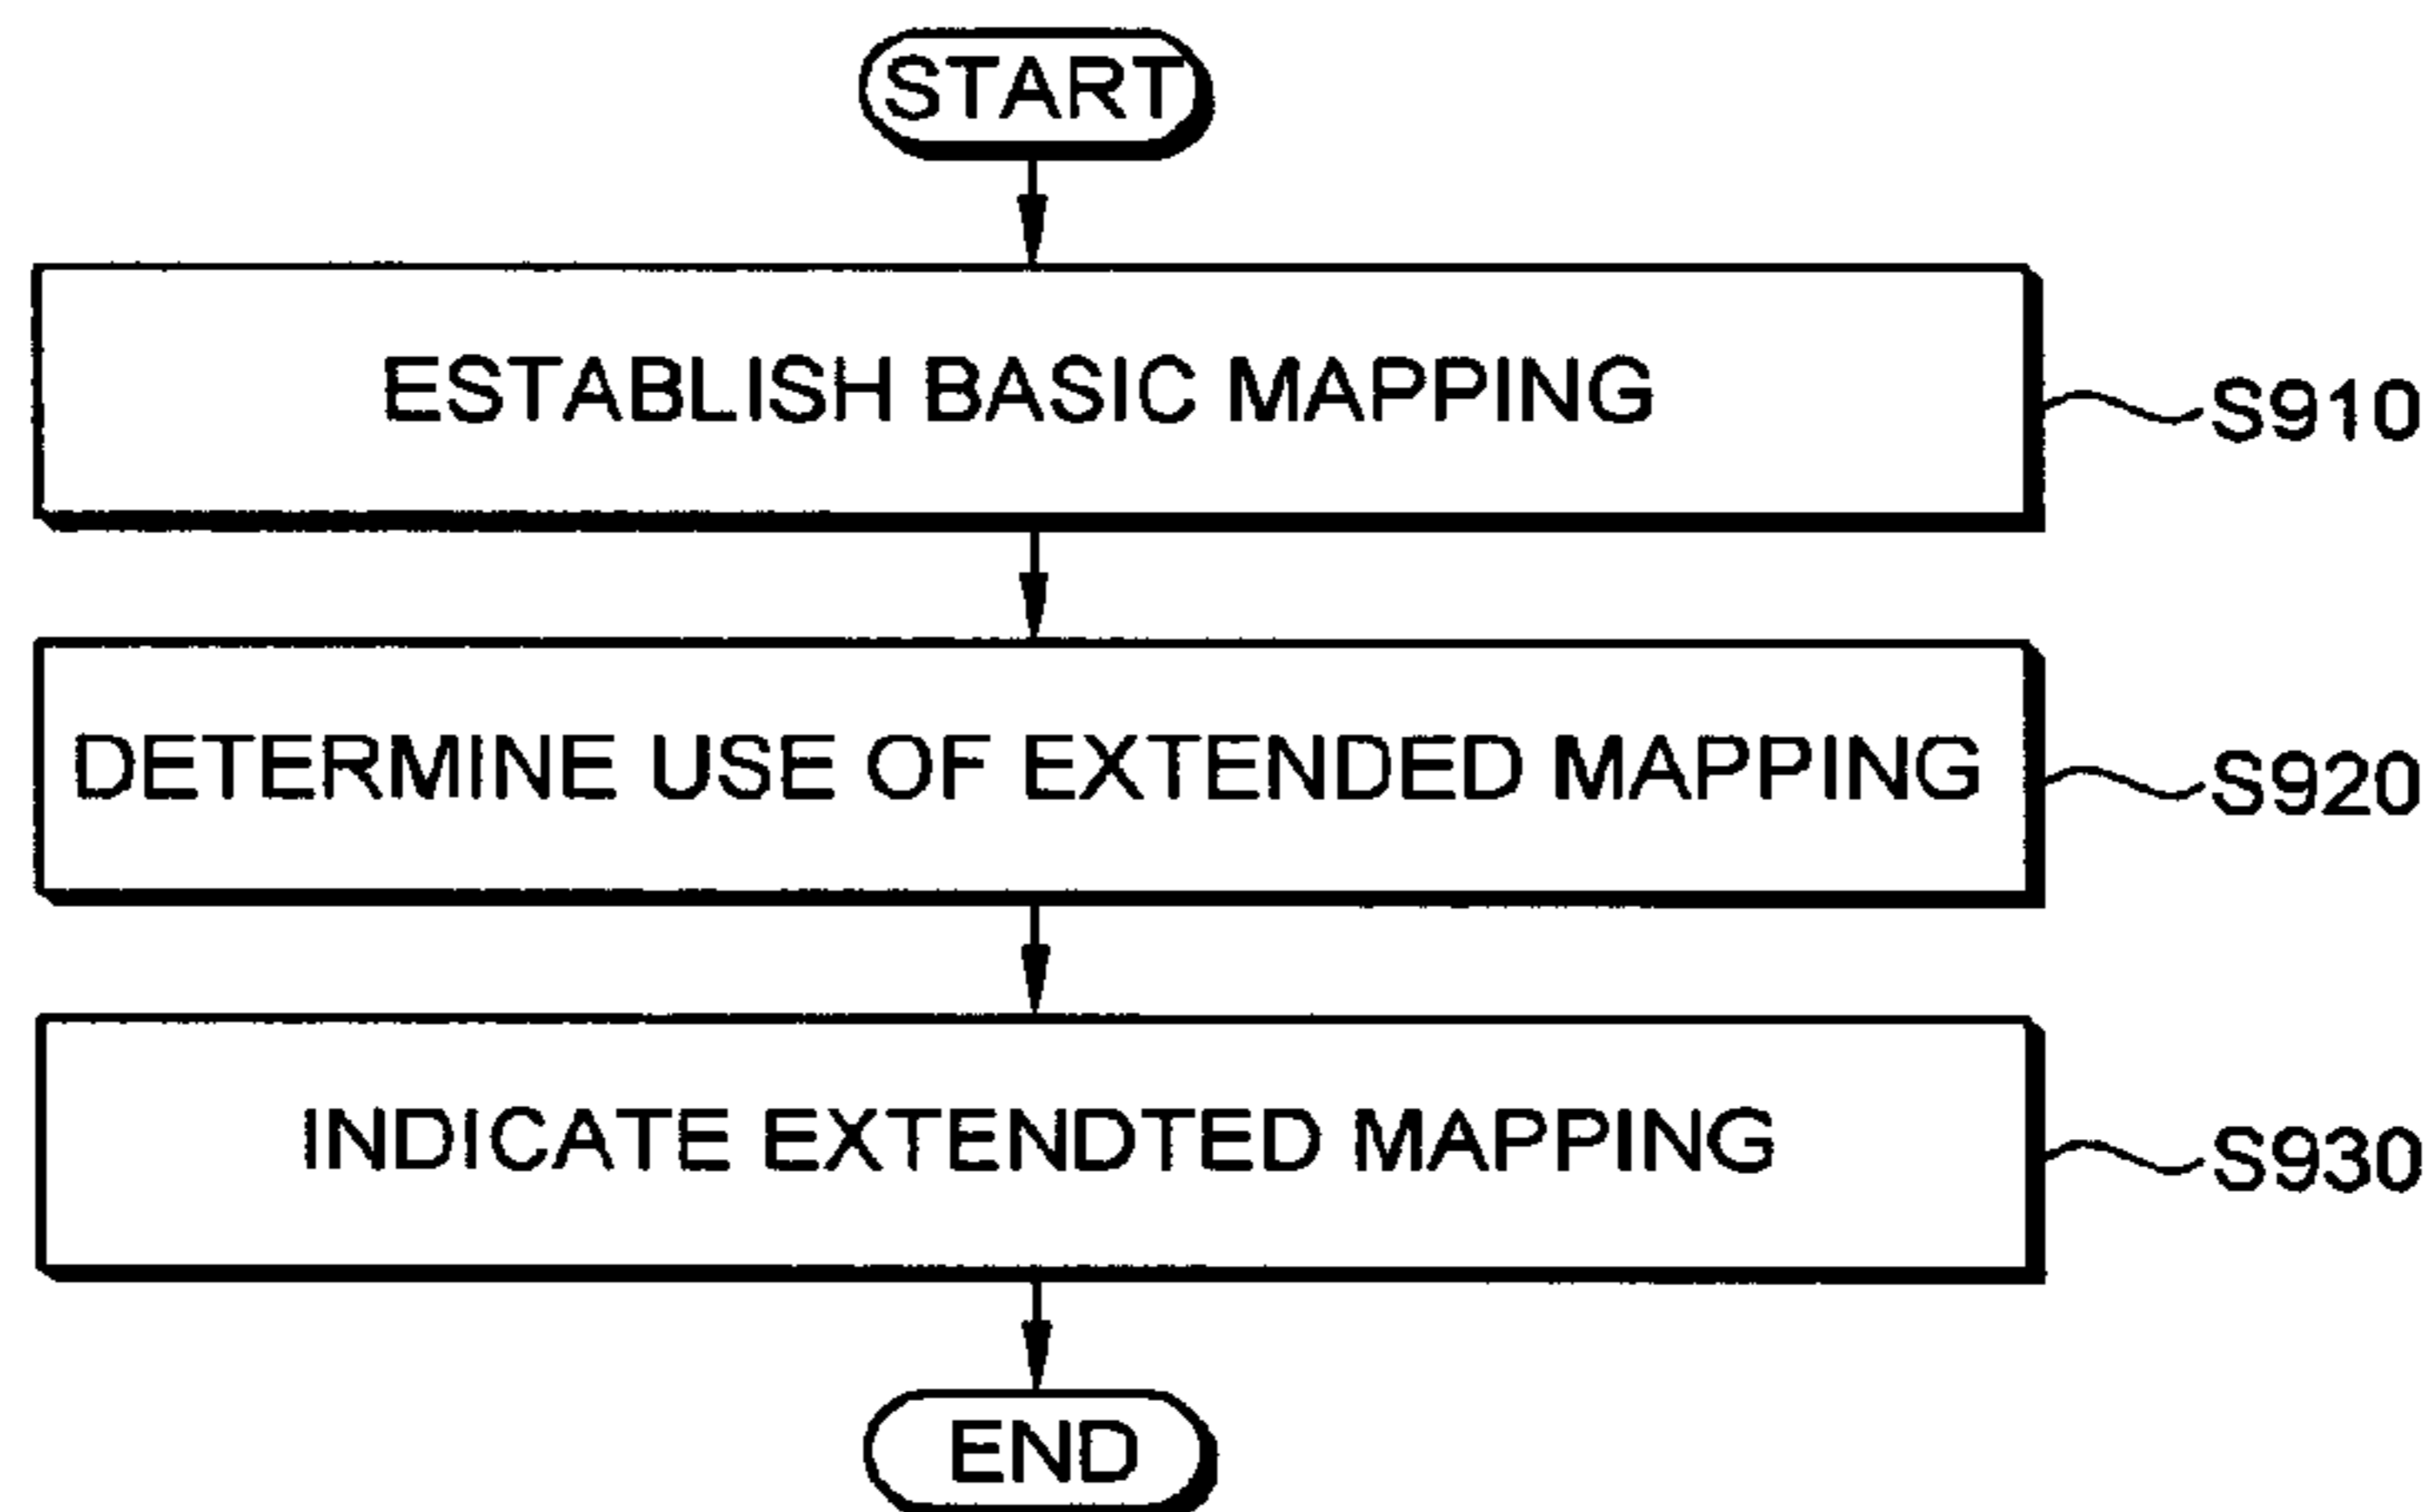 START
ESTABLISH BASIC MAPPING
S910
DETERMINE USE OF EXTENDED MAPPING
S920
INDICATE EXTENDTED MAPPING
S930
END